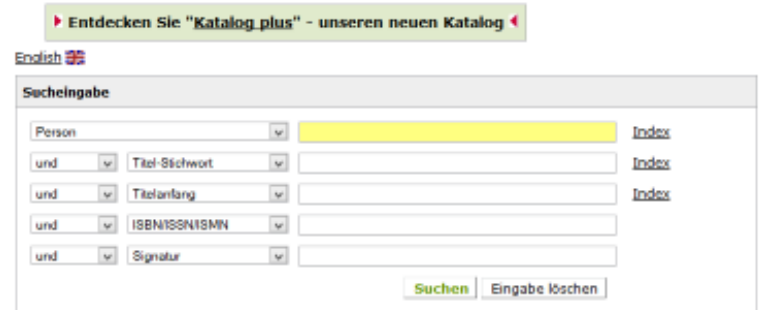 Entdecken Sie "Katalog plus" - unseren neuen Katalog
English
Sucheingabe
Person Index
und Titel-Stichwort Index
und Titelanfang Index
und ISBN/ISSN/ISMN
und Signatur
Suchen Eingabe löschen